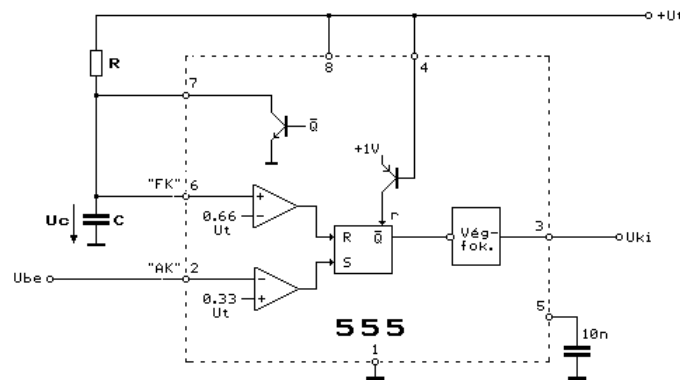 +Ut
R
8
4
7
Q̅
+1V
"FK" 6
+
r
Uc
C
0.66
Ut
-
R
Q̅
S
Vég-
fok.
3
Uki
Ube
"AK" 2
-
0.33
Ut
+
5
555
10n
1